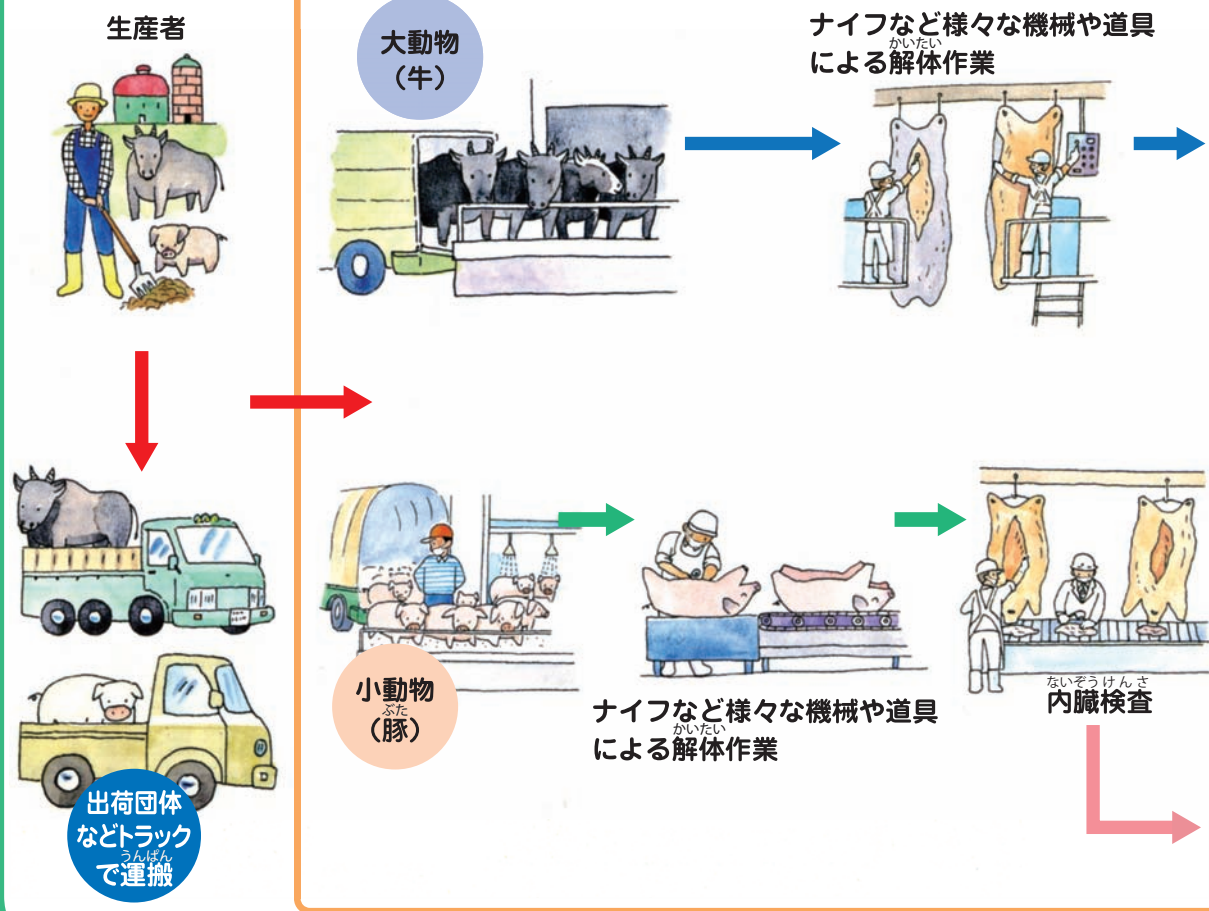 生産者
大動物
（牛）
ナイフなど様々な機械や道具
かいたい
による解体作業
小動物
ぶた
（豚）
ナイフなど様々な機械や道具
かいたい
による解体作業
ないぞうけんさ
内臓検査
出荷団体
などトラック
うんぱん
で運搬